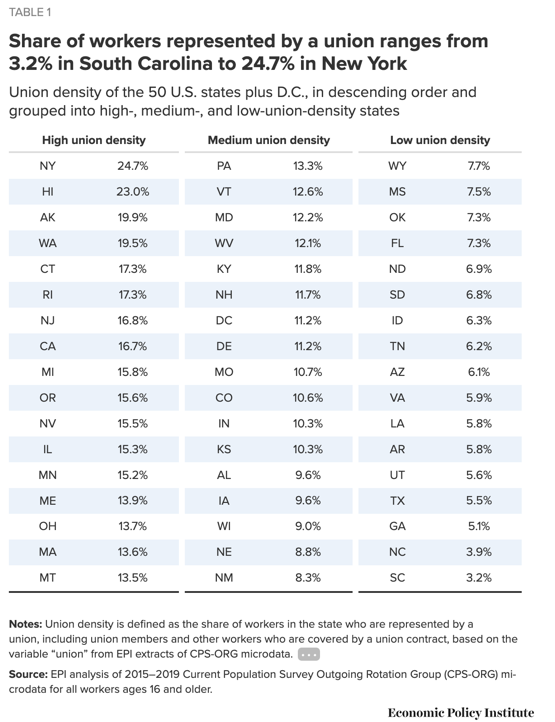 TABLE 1
Share of workers represented by a union ranges from
3.2% in South Carolina to 24.7% in New York
Union density of the 50 U.S. states plus D.C., in descending order and
grouped into high-, medium-, and low-union-density states
High union density Medium union density Low union density
NY 24.7% PA 13.3% WY 7.7%
HI 23.0% VT 12.6% MS 7.5%
AK 19.9% MD 12.2% OK 7.3%
WA 19.5% WV 12.1% FL 7.3%
CT 17.3% KY 11.8% ND 6.9%
RI 17.3% NH 11.7% SD 6.8%
NJ 16.8% DC 11.2% ID 6.3%
CA 16.7% DE 11.2% TN 6.2%
MI 15.8% MO 10.7% AZ 6.1%
OR 15.6% CO 10.6% VA 5.9%
NV 15.5% IN 10.3% LA 5.8%
IL 15.3% KS 10.3% AR 5.8%
MN 15.2% AL 9.6% UT 5.6%
ME 13.9% IA 9.6% TX 5.5%
OH 13.7% WI 9.0% GA 5.1%
MA 13.6% NE 8.8% NC 3.9%
MT 13.5% NM 8.3% SC 3.2%
Notes: Union density is defined as the share of workers in the state who are represented by a
union, including union members and other workers who are covered by a union contract, based on the
variable “union” from EPI extracts of CPS-ORG microdata. ...
Source: EPI analysis of 2015–2019 Current Population Survey Outgoing Rotation Group (CPS-ORG) mi-
crodata for all workers ages 16 and older.
Economic Policy Institute